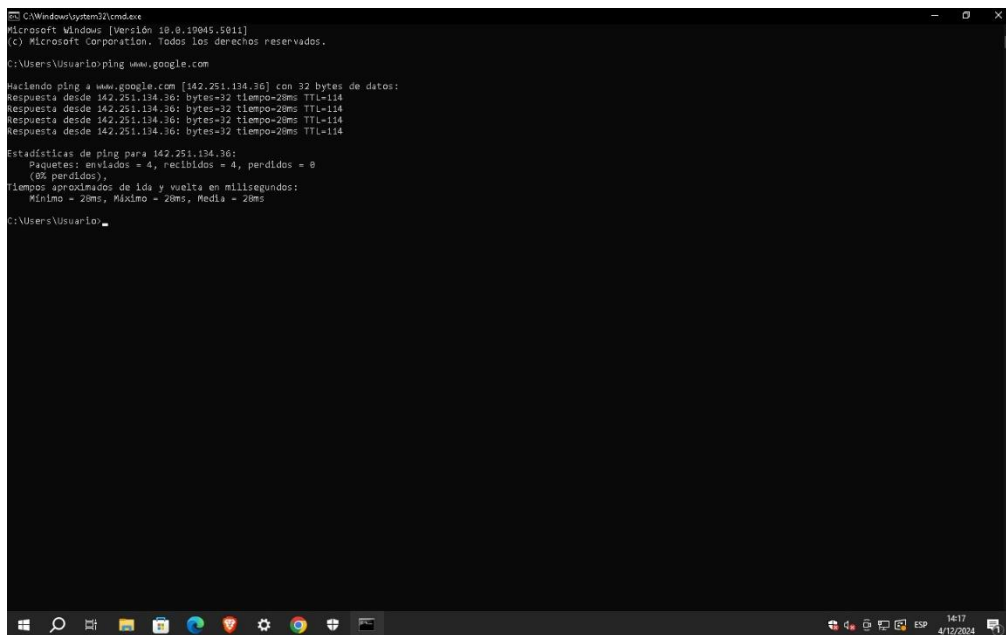 C:\Windows\system32\cmd.exe
Microsoft Windows [Versión 10.0.19045.5011]
(c) Microsoft Corporation. Todos los derechos reservados.
C:\Users\Usuario>ping www.google.com
Haciendo ping a www.google.com [142.251.134.36] con 32 bytes de datos:
Respuesta desde 142.251.134.36: bytes=32 tiempo=28ms TTL=114
Respuesta desde 142.251.134.36: bytes=32 tiempo=28ms TTL=114
Respuesta desde 142.251.134.36: bytes=32 tiempo=28ms TTL=114
Respuesta desde 142.251.134.36: bytes=32 tiempo=28ms TTL=114
Estadísticas de ping para 142.251.134.36:
Paquetes: enviados = 4, recibidos = 4, perdidos = 0
(0% perdidos),
Tiempos aproximados de ida y vuelta en milisegundos:
Mínimo = 28ms, Máximo = 28ms, Media = 28ms
C:\Users\Usuario>
ESP
14:17
4/12/2024